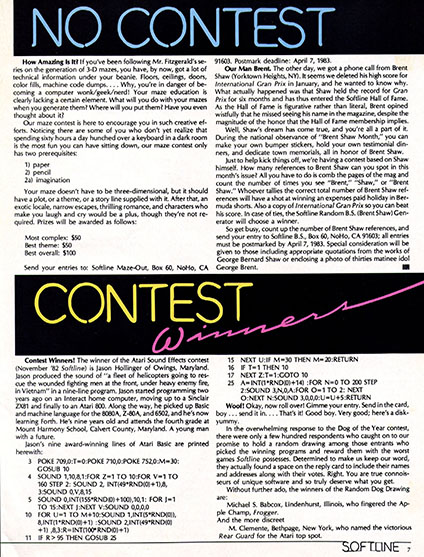 NO CONTEST
How Amazing Is It? If you've been following Mr. Fitzgerald's se-
ries on the generation of 3-D mazes, you have, by now, got a lot of
technical information under your beanie. Floors, ceilings, doors,
color fills, machine code dumps. . . . Why, you're in danger of be-
coming a computer wonk/geek/nerd! Your maze education is
clearly lacking a certain element. What will you do with your mazes
when you generate them? Where will you put them? Have you even
thought about it?
Our maze contest is here to encourage you in such creative ef-
forts. Noticing there are some of you who don't yet realize that
spending sixty hours a day hunched over a keyboard in a dark room
is the most fun you can have sitting down, our maze contest only
has two prerequisites:
1) paper
2) pencil
2a) imagination
Your maze doesn't have to be three-dimensional, but it should
have a plot, or a theme, or a story line supplied with it. After that, an
exotic locale, narrow escapes, thrilling romance, and characters who
make you laugh and cry would be a plus, though they're not re-
quired. Prizes will be awarded as follows:
Most complex: $50
Best theme: $50
Best overall: $100
Send your entries to: Softline Maze-Out, Box 60, NoHo, CA
91603. Postmark deadline: April 7, 1983.
Our Man Brent. The other day, we got a phone call from Brent
Shaw (Yorktown Heights, NY). It seems we deleted his high score for
International Gran Prix in January, and he wanted to know why.
What actually happened was that Shaw held the record for Gran
Prix for six months and has thus entered the Softline Hall of Fame.
As the Hall of Fame is figurative rather than literal, Brent opined
wistfully that he missed seeing his name in the magazine, despite the
magnitude of the honor that the Hall of Fame membership implies.
Well, Shaw's dream has come true, and you're all a part of it.
During the national observance of "Brent Shaw Month," you can
make your own bumper stickers, hold your own testimonial din-
ners, and dedicate town memorials, all in honor of Brent Shaw.
Just to help kick things off, we're having a contest based on Shaw
himself. How many references to Brent Shaw can you spot in this
month's issue? All you have to do is comb the pages of the mag and
count the number of times you see "Brent," "Shaw," or "Brent
Shaw." Whoever tallies the correct total number of Brent Shaw ref-
erences will have a shot at winning an expenses paid holiday in Ber-
muda shorts. Also a copy of International Gran Prix so you can beat
his score. In case of ties, the Softline Random B.S. (Brent Shaw) Gen-
erator will choose a winner.
So get busy, count up the number of Brent Shaw references, and
send your entry to Softline B.S., Box 60, NoHo, CA 91603; all entries
must be postmarked by April 7, 1983. Special consideration will be
given to those including appropriate quotations from the works of
George Bernard Shaw or enclosing a photo of thirties matinee idol
George Brent.
CONTEST
Winners
Contest Winners! The winner of the Atari Sound Effects contest
(November '82 Softline) is Jason Hollinger of Owings, Maryland.
Jason produced the sound of "a fleet of helicopters going to res-
cue the wounded fighting men at the front, under heavy enemy fire,
in Vietnam" in a nine-line program. Jason started programming two
years ago on an Interact home computer, moving up to a Sinclair
ZX81 and finally to an Atari 800. Along the way, he picked up Basic
and machine language for the 8080A, Z-80A, and 6502, and he's now
learning Forth. He's nine years old and attends the fourth grade at
Mount Harmony School, Calvert County, Maryland. A young man
with a future.
Jason's nine award-winning lines of Atari Basic are printed
herewith:
3 POKE 709,0:T=0:POKE 710,0:POKE 752,0:M=30:
GOSUB 10
4 SOUND 1,10,8,1:FOR Z=1 TO 10:FOR V=1 TO
160 STEP 2: SOUND 2, INT(49*RND(0)+1),8,
3:SOUND 0,V,8,15
5 SOUND 0,INT(155*RND(0)+100),10,1: FOR J=1
TO 15:NEXT J:NEXT V:SOUND 0,0,0,0
10 FOR U=1 TO M+10:SOUND 1,INT(5*RND(0)),
8,INT(1*RND(0)+1) :SOUND 2,INT(49*RND(0)
+1) ,8,3:R=INT(100*RND(0)+1)
11 IF R>95 THEN GOSUB 25
15 NEXT U:IF M=30 THEN M=20:RETURN
16 IF T=1 THEN 10
17 NEXT Z:T=1:GOTO 10
25 A=INT(1*RND(0)+14) :FOR N=0 TO 200 STEP
2:SOUND 3,N,0,A:FOR O=1 TO 2: NEXT
O:NEXT N:SOUND 3,0,0,0:U=U+5:RETURN
Woof! Okay, now roll over! Gimme your entry. Send in the card,
boy . . . send it in. . . . That's it! Good boy. Very good; here's a disk-
yummy.
In the overwhelming response to the Dog of the Year contest,
there were only a few hundred respondents who caught on to our
promise to hold a random drawing among those entrants who
picked the winning programs and reward them with the worst
games Softline possesses. Determined to make us keep our word,
they actually found a space on the reply card to include their names
and addresses along with their votes. Right. You are true connois-
seurs of unique software and so truly deserve what you get.
Without further ado, the winners of the Random Dog Drawing
are:
Michael S. Babcox, Lindenhurst, Illinois, who fingered the Ap-
ple Champ, Frogger.
And the more discreet
M. Clemente, Bethpage, New York, who named the victorious
Rear Guard for the Atari top spot.
SOFTLINE 7